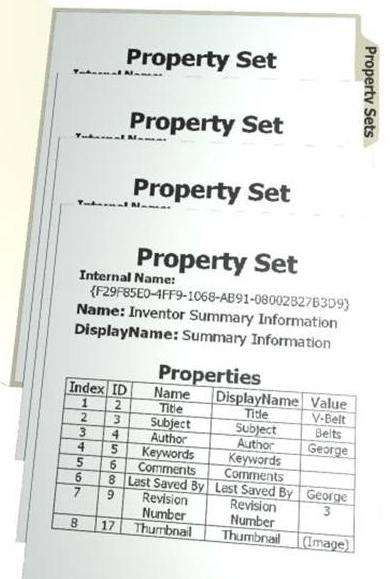 Property Set
Property Sets
Property Set
Property Set
Property Set
Internal Name:
{F29F85E0-4FF9-1068-AB91-08002B27B3D9}
Name: Inventor Summary Information
DisplayName: Summary Information
Properties
Index ID Name DisplayName Value
1 2 Title Title V-Belt
2 3 Subject Subject Belts
3 4 Author Author George
4 5 Keywords Keywords
5 6 Comments Comments
6 8 Last Saved By Last Saved By George
7 9 Revision Number Revision Number 3
8 17 Thumbnail Thumbnail (Image)